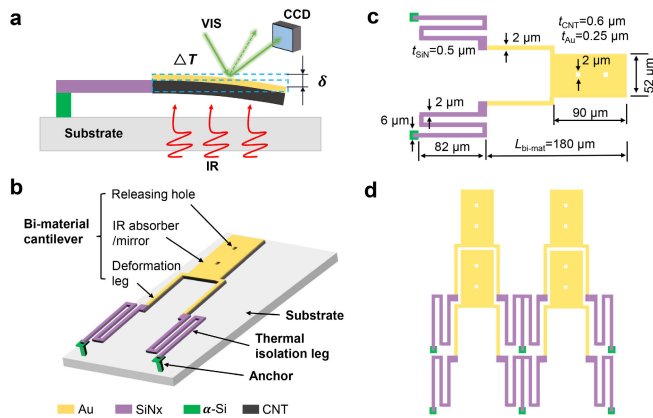 a
VIS
CCD
△T
δ
Substrate
IR
b
Releasing hole
Bi-material
cantilever
IR absorber
/mirror
Deformation
leg
Substrate
Thermal
isolation leg
Anchor
Au
SiNx
α-Si
CNT
c
2 μm
tCNT=0.6 μm
tAu=0.25 μm
tSiN=0.5 μm
2 μm
52 μm
2 μm
6 μm
90 μm
82 μm
Lbi-mat=180 μm
d